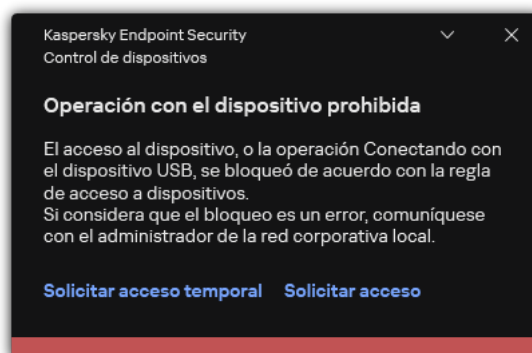 Kaspersky Endpoint Security
Control de dispositivos
Operación con el dispositivo prohibida
El acceso al dispositivo, o la operación Conectando con
el dispositivo USB, se bloqueó de acuerdo con la regla
de acceso a dispositivos.
Si considera que el bloqueo es un error, comuníquese
con el administrador de la red corporativa local.
Solicitar acceso temporal Solicitar acceso